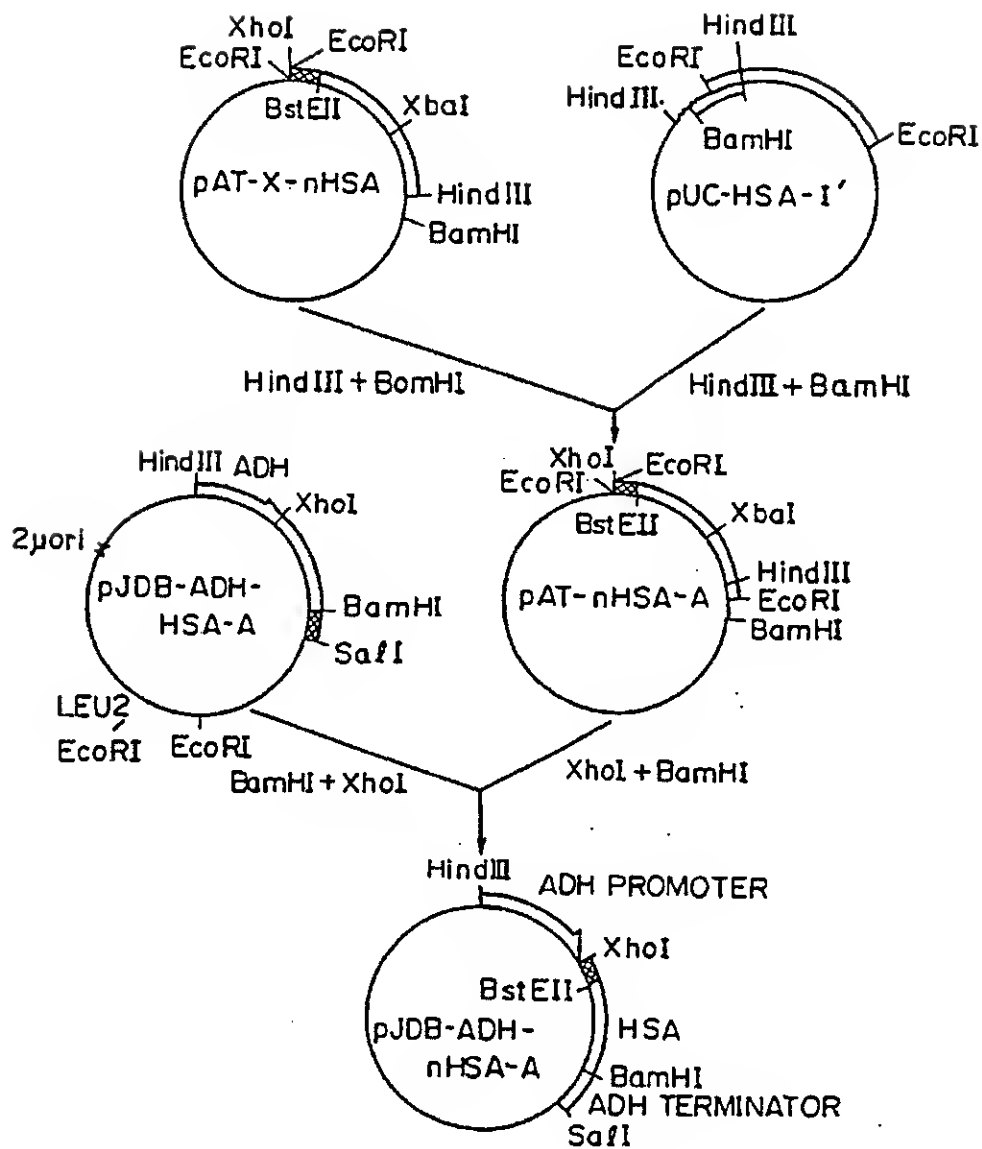 XhoI
EcoRI
EcoRI
BstEII
XbaI
pAT-X-nHSA
HindIII
BamHI
HindIII
EcoRI
HindIII.
BamHI
EcoRI
pUC-HSA-I′
HindIII+BomHI
HindIII+BamHI
HindIII
ADH
XhoI
2μori
pJDB-ADH-
HSA-A
BamHI
SalI
LEU2
EcoRI
EcoRI
XhoI
EcoRI
EcoRI
BstEII
XbaI
pAT-nHSA-A
HindIII
EcoRI
BamHI
BamHI+XhoI
XhoI+BamHI
HindIII
ADH PROMOTER
XhoI
BstEII
pJDB-ADH-
nHSA-A
HSA
BamHI
ADH TERMINATOR
SalI